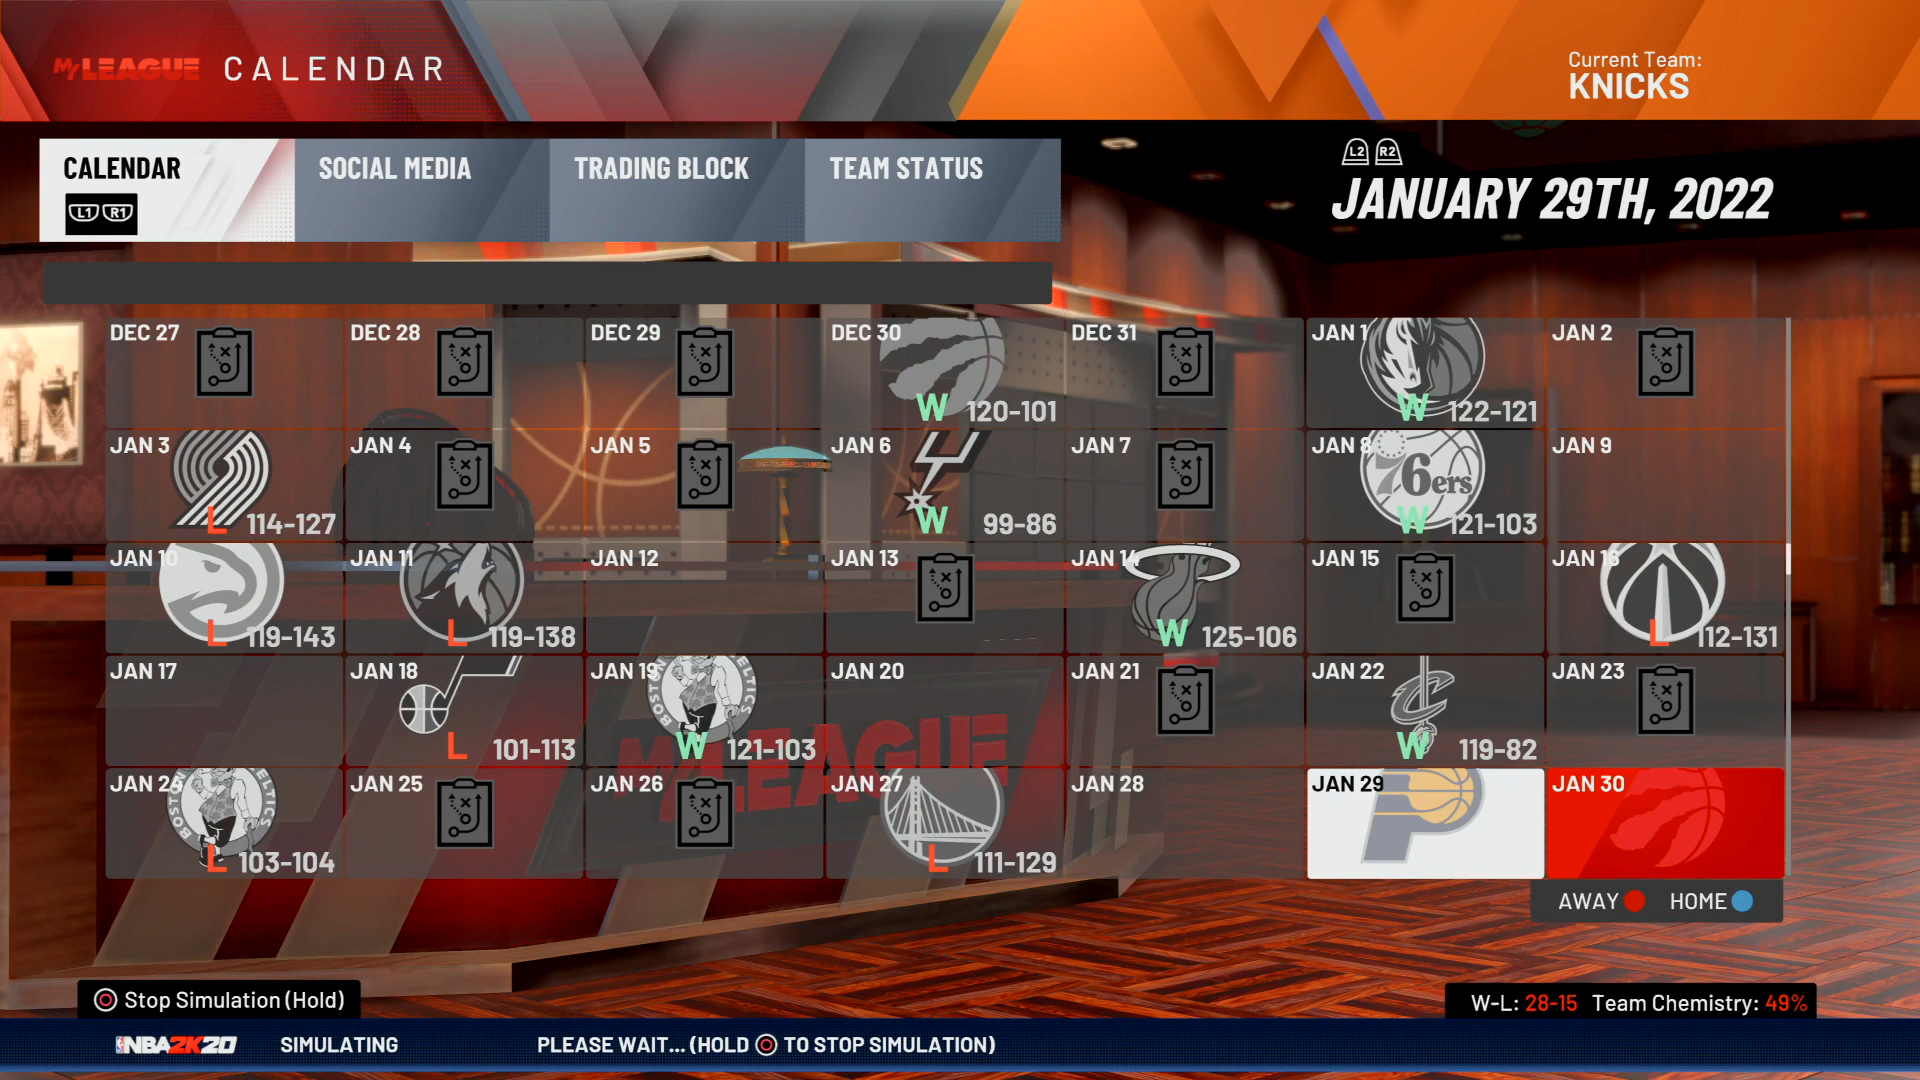 MyLEAGUE CALENDAR
Current Team:
KNICKS
CALENDAR
L1 R1
SOCIAL MEDIA
TRADING BLOCK
TEAM STATUS
L2 R2
JANUARY 29TH, 2022
DEC 27 DEC 28 DEC 29 DEC 30 DEC 31 JAN 1 JAN 2
W 120-101 W 122-121
JAN 3 JAN 4 JAN 5 JAN 6 JAN 7 JAN 8 JAN 9
76ers
L 114-127 W 99-86 W 121-103
JAN 10 JAN 11 JAN 12 JAN 13 JAN 14 JAN 15 JAN 16
L 119-143 L 119-138 W 125-106 L 112-131
JAN 17 JAN 18 JAN 19 JAN 20 JAN 21 JAN 22 JAN 23
BOSTON CELTICS
L 101-113 W 121-103 W 119-82
MyLEAGUE
JAN 24 JAN 25 JAN 26 JAN 27 JAN 28 JAN 29 JAN 30
BOSTON CELTICS
L 103-104 L 111-129
AWAY HOME
Stop Simulation (Hold)
W-L: 28-15 Team Chemistry: 49%
NBA2K20 SIMULATING PLEASE WAIT... (HOLD TO STOP SIMULATION)